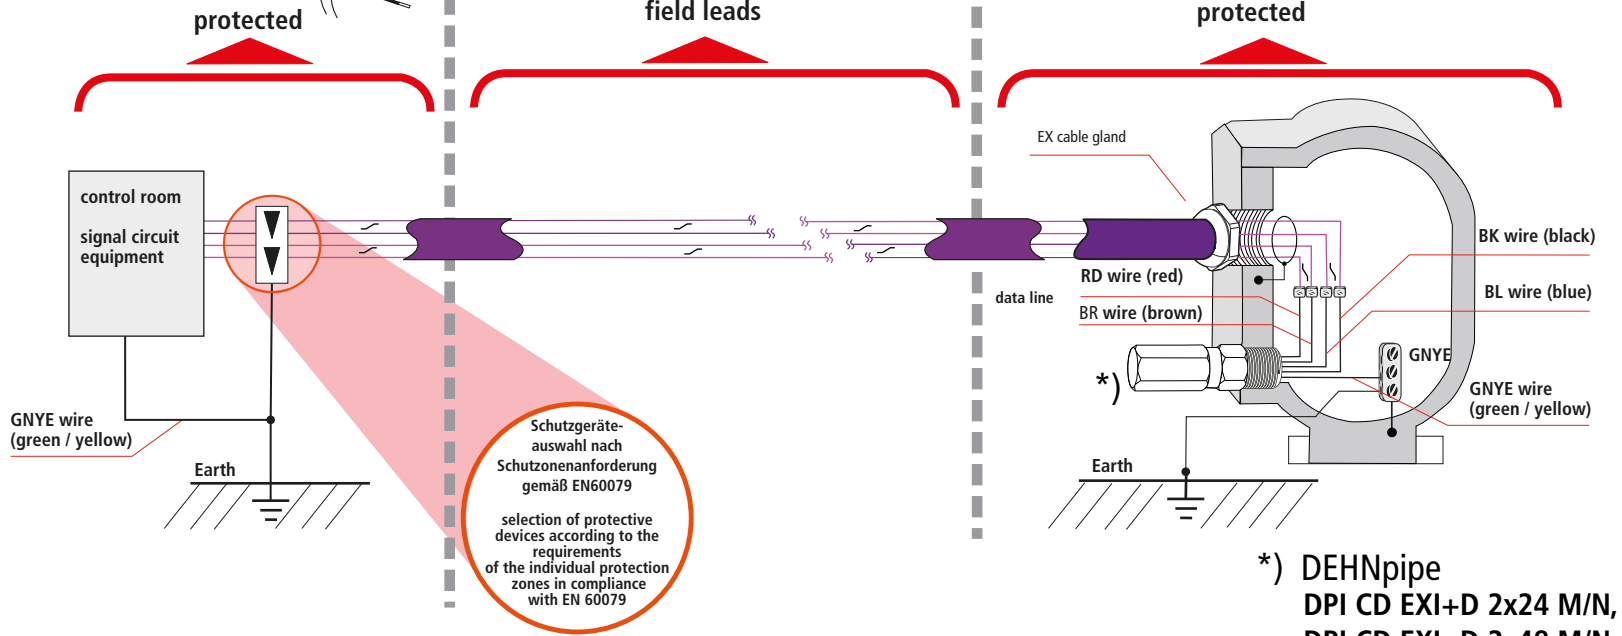 protected
field leads
protected
EX cable gland
control room
signal circuit
equipment
BK wire (black)
RD wire (red)
data line
BL wire (blue)
BR wire (brown)
GNYE
*)
GNYE wire
(green / yellow)
GNYE wire
(green / yellow)
Earth
Earth
Schutzgeräte-
auswahl nach
Schutzonenanforderung
gemäß EN60079
selection of protective
devices according to the
requirements
of the individual protection
zones in compliance
with EN 60079
*) DEHNpipe
DPI CD EXI+D 2x24 M/N,